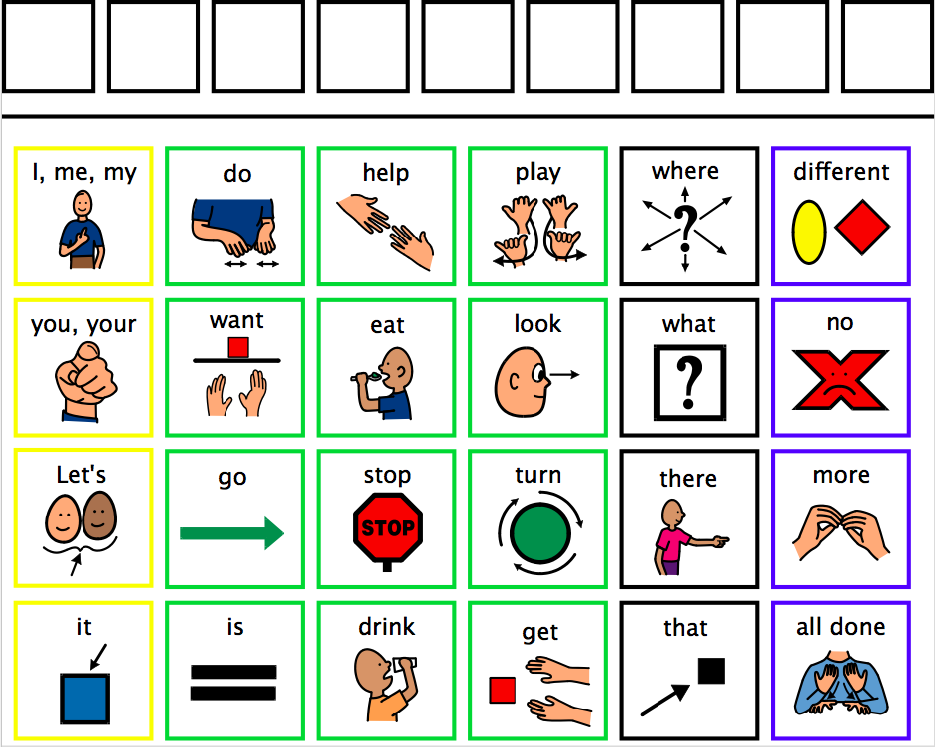 I, me, my
do
help
play
where
?
different
you, your
want
eat
look
what
?
no
Let's
go
stop
STOP
turn
there
more
it
is
drink
get
that
all done